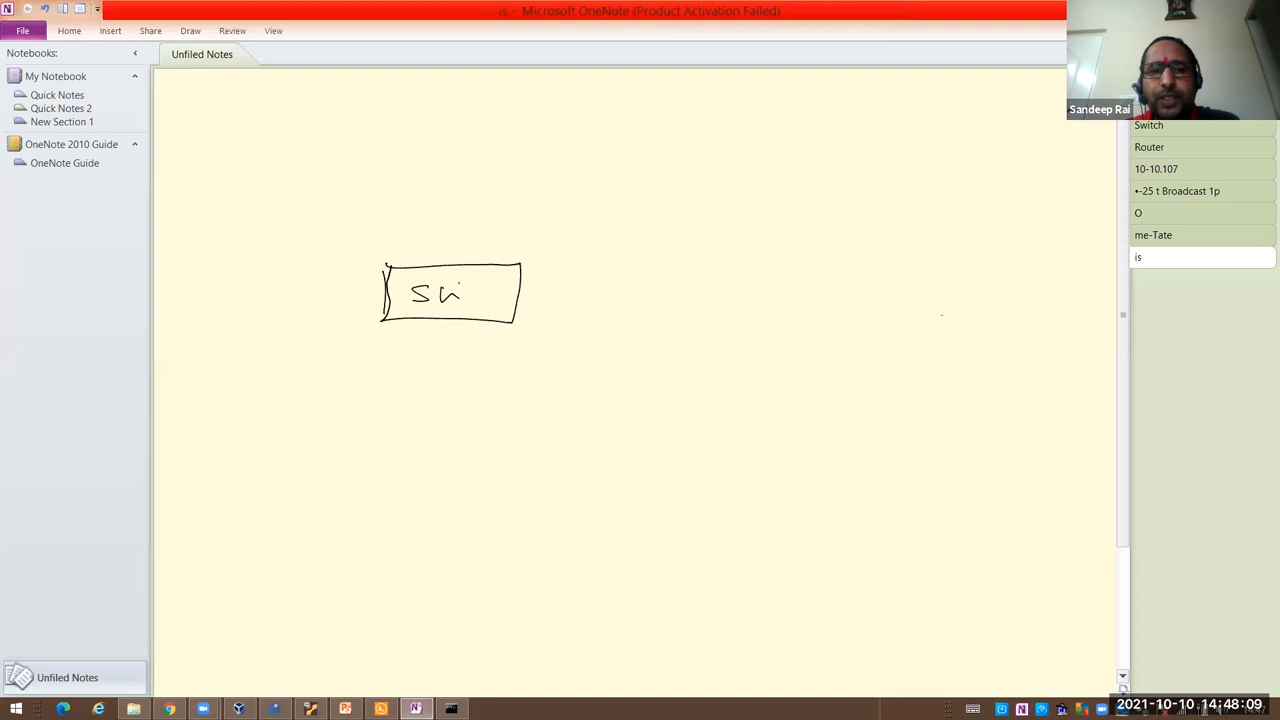 - is - Microsoft OneNote (Product Activation Failed)
File Home Insert Share Draw Review View
Notebooks:
Unfiled Notes
My Notebook
Quick Notes
Quick Notes 2
New Section 1
OneNote 2010 Guide
OneNote Guide
Sandeep Rai
Switch
Router
10-10.107
•-25 t Broadcast 1p
O
me-Tate
is
Unfiled Notes
2021-10-10 14:48:09